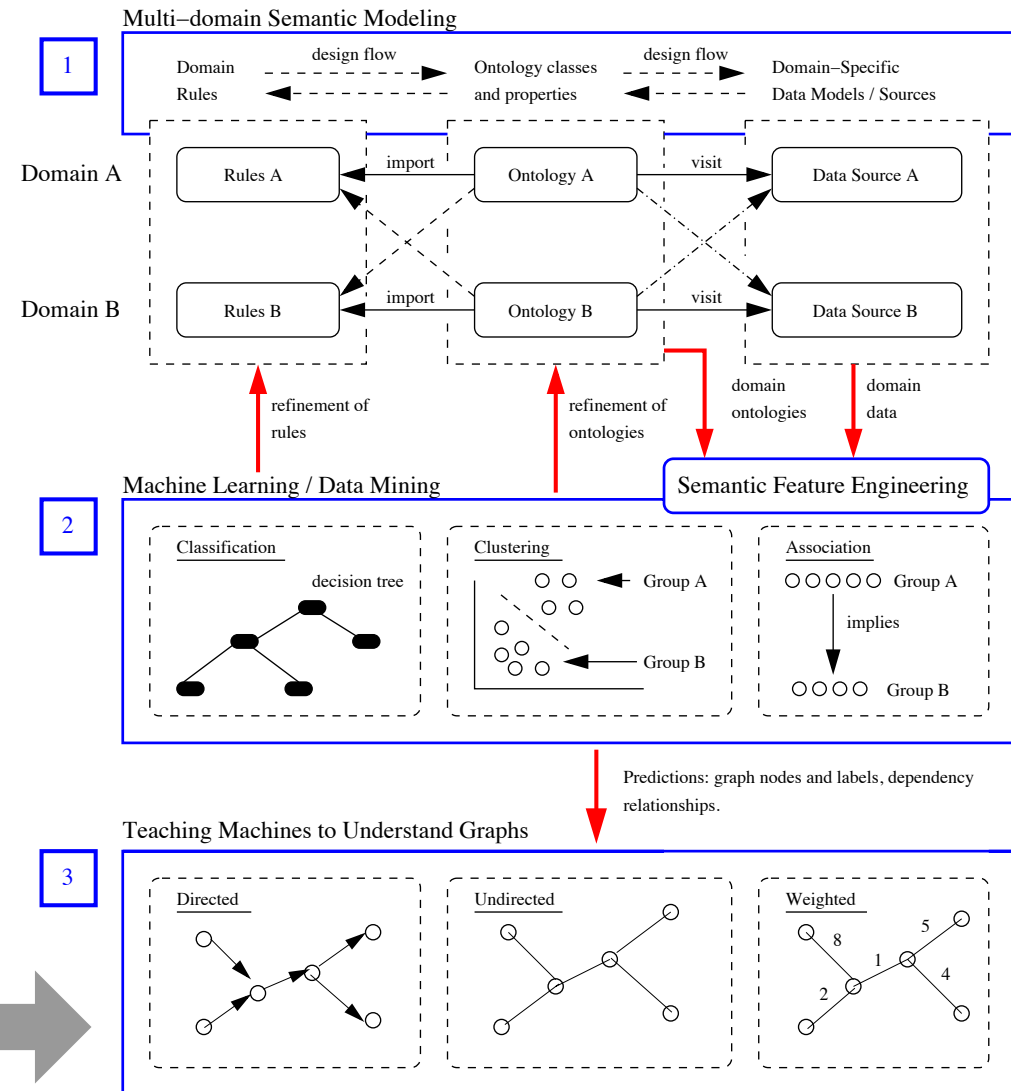 Multi–domain Semantic Modeling
1
design flow
design flow
Domain
Rules
Ontology classes
and properties
Domain–Specific
Data Models / Sources
Domain A
Rules A
import
Ontology A
visit
Data Source A
Domain B
Rules B
import
Ontology B
visit
Data Source B
refinement of
rules
refinement of
ontologies
domain
ontologies
domain
data
Machine Learning / Data Mining
Semantic Feature Engineering
2
Classification
decision tree
Clustering
Group A
Group B
Association
Group A
implies
Group B
Predictions: graph nodes and labels, dependency
relationships.
Teaching Machines to Understand Graphs
3
Directed
Undirected
Weighted
8
5
1
4
2